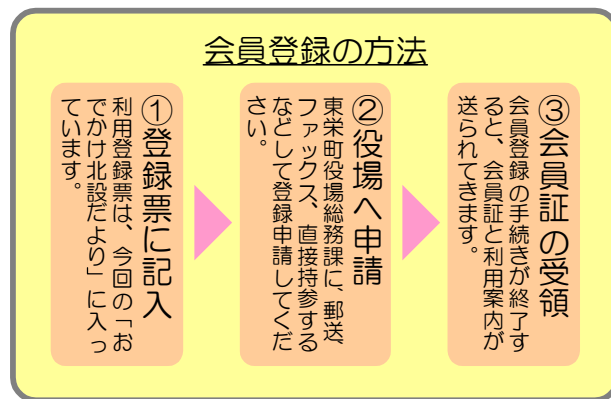 会員登録の方法
①登録票に記入
利用登録票は、今回の「お
でかけ北設だより」に入っ
ています。
②役場へ申請
東栄町役場総務課に、郵送、
ファックス、直接持参する
などして登録申請してくだ
さい。
③会員証の受領
会員登録の手続きが終了す
ると、会員証と利用案内が
送られてきます。